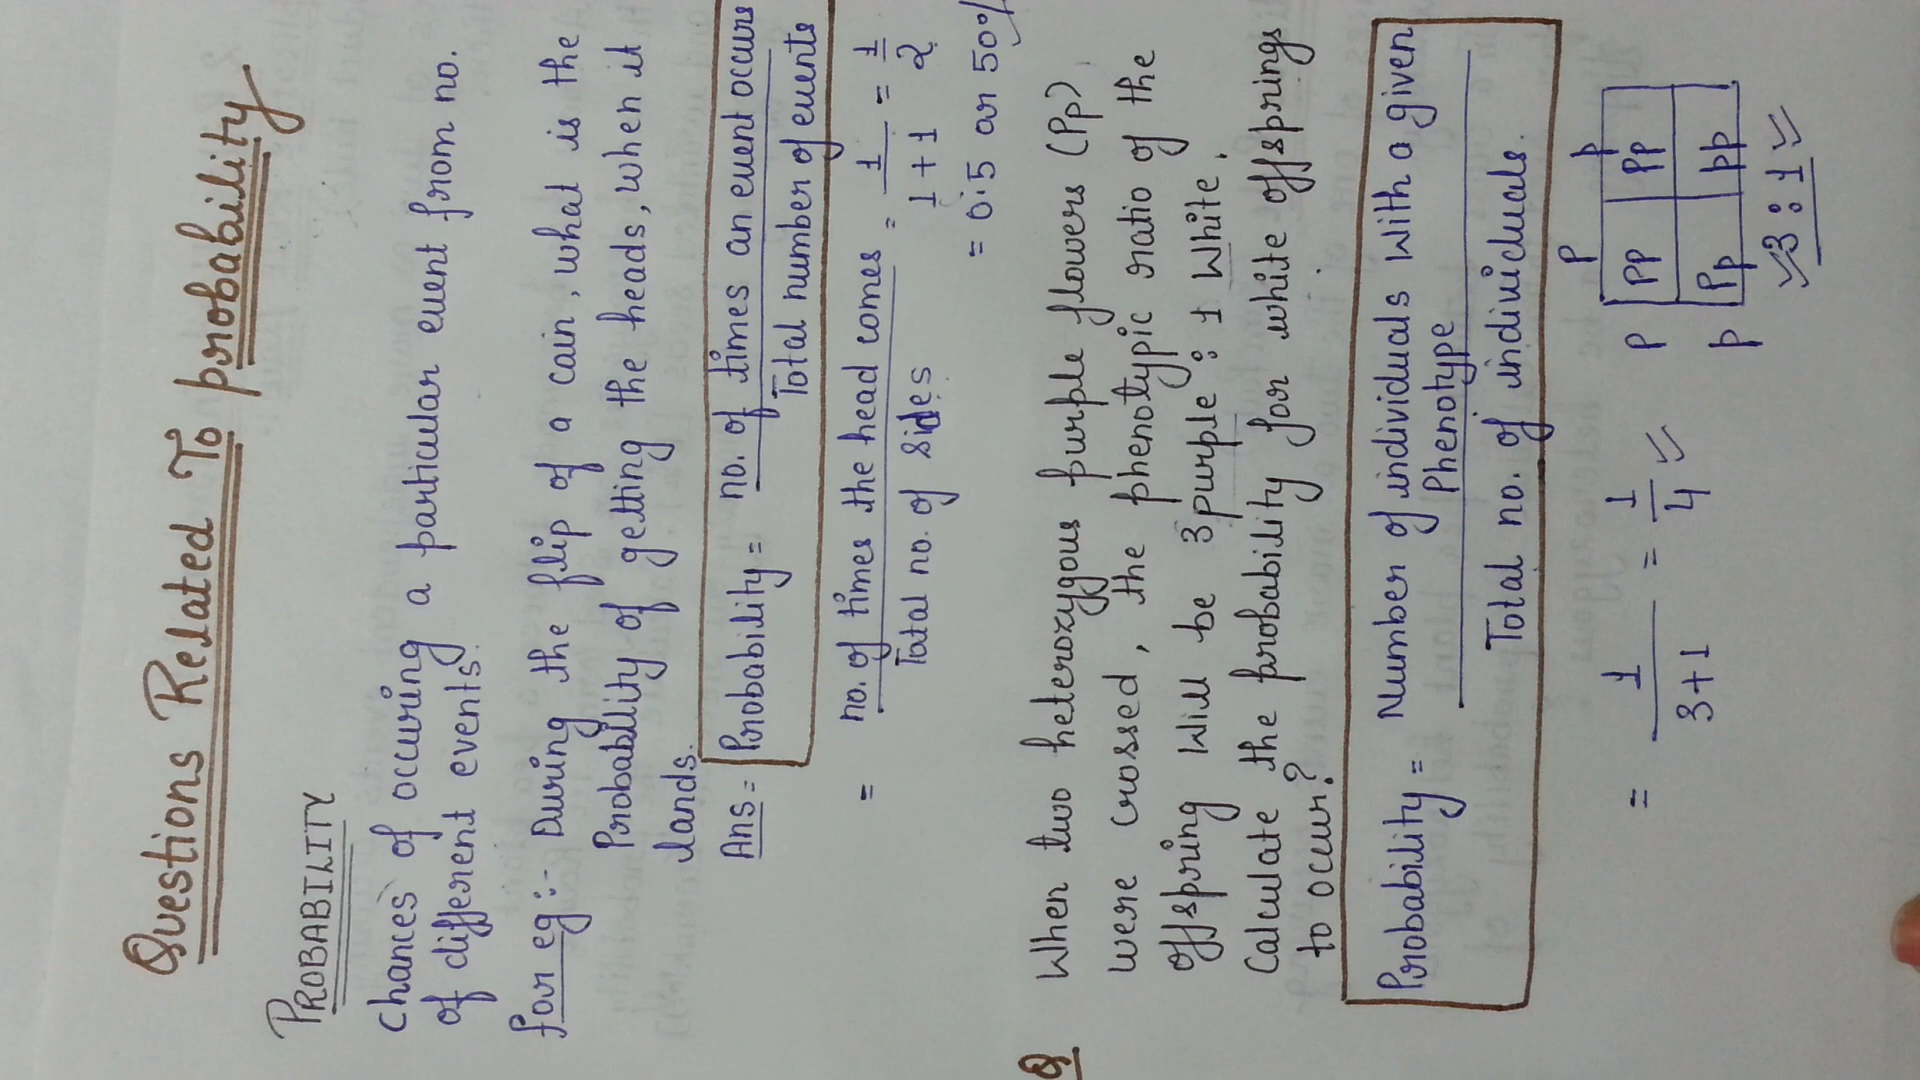 Questions Related To probability
PROBABILITY
Chances of occuring a particular event from no.
of different events.
for eg :- During the flip of a coin, what is the
Probability of getting the heads, when it
lands.
Ans = Probability = no. of times an event occurs
Total number of events
= no. of times the head comes = 1 = 1
Total no. of sides 1+1 2
= 0.5 or 50%
Q When two heterozygous purple flowers (Pp)
were crossed, the phenotypic ratio of the
offspring will be 3 purple : 1 White.
Calculate the probability for white offsprings
to occur?
Probability = Number of individuals with a given
Phenotype
Total no. of individuals.
= 1 = 1
3+1 4
P p
P PP Pp
p Pp pp
3:1